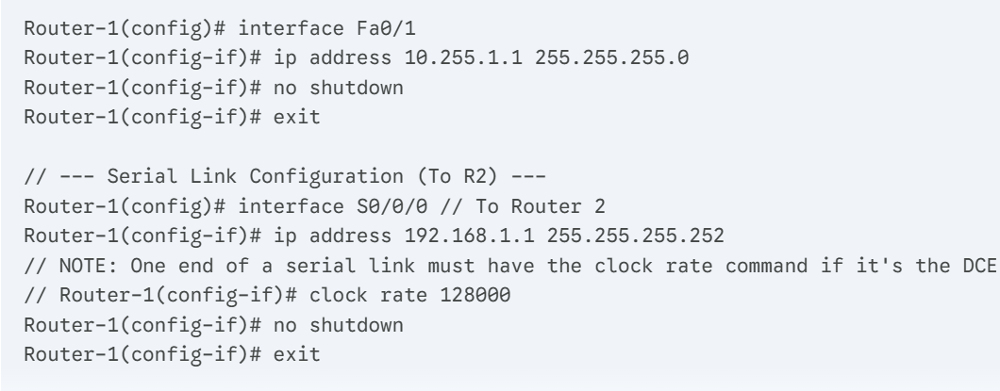 Router-1(config)# interface Fa0/1
Router-1(config-if)# ip address 10.255.1.1 255.255.255.0
Router-1(config-if)# no shutdown
Router-1(config-if)# exit
// --- Serial Link Configuration (To R2) ---
Router-1(config)# interface S0/0/0 // To Router 2
Router-1(config-if)# ip address 192.168.1.1 255.255.255.252
// NOTE: One end of a serial link must have the clock rate command if it's the DCE
// Router-1(config-if)# clock rate 128000
Router-1(config-if)# no shutdown
Router-1(config-if)# exit